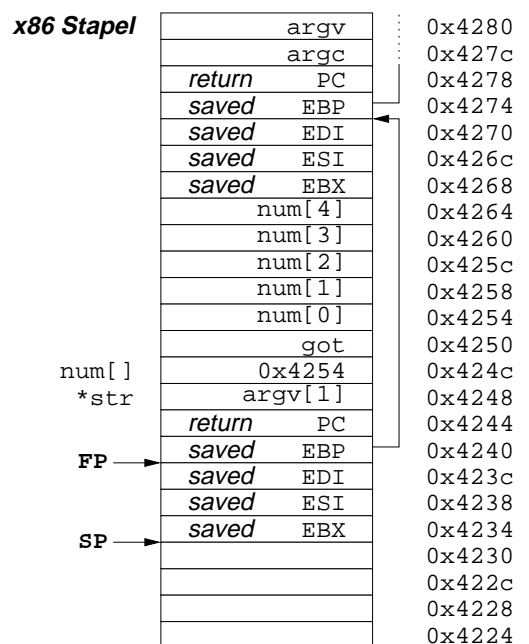 x86 Stapel argv 0x4280
argc 0x427c
return PC 0x4278
saved EBP 0x4274
saved EDI 0x4270
saved ESI 0x426c
saved EBX 0x4268
num[4] 0x4264
num[3] 0x4260
num[2] 0x425c
num[1] 0x4258
num[0] 0x4254
got 0x4250
num[] 0x4254 0x424c
*str argv[1] 0x4248
return PC 0x4244
saved EBP 0x4240
FP
saved EDI 0x423c
saved ESI 0x4238
saved EBX 0x4234
SP
0x4230
0x422c
0x4228
0x4224